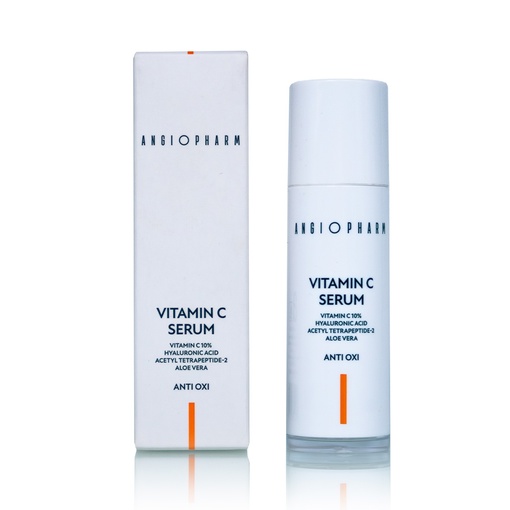 ANGIOPHARM
VITAMIN C
SERUM
VITAMIN C 10%
HYALURONIC ACID
ACETYL TETRAPEPTIDE-2
ALOE VERA
ANTI OXI
ANGIOPHARM
VITAMIN C
SERUM
VITAMIN C 10%
HYALURONIC ACID
ACETYL TETRAPEPTIDE-2
ALOE VERA
ANTI OXI